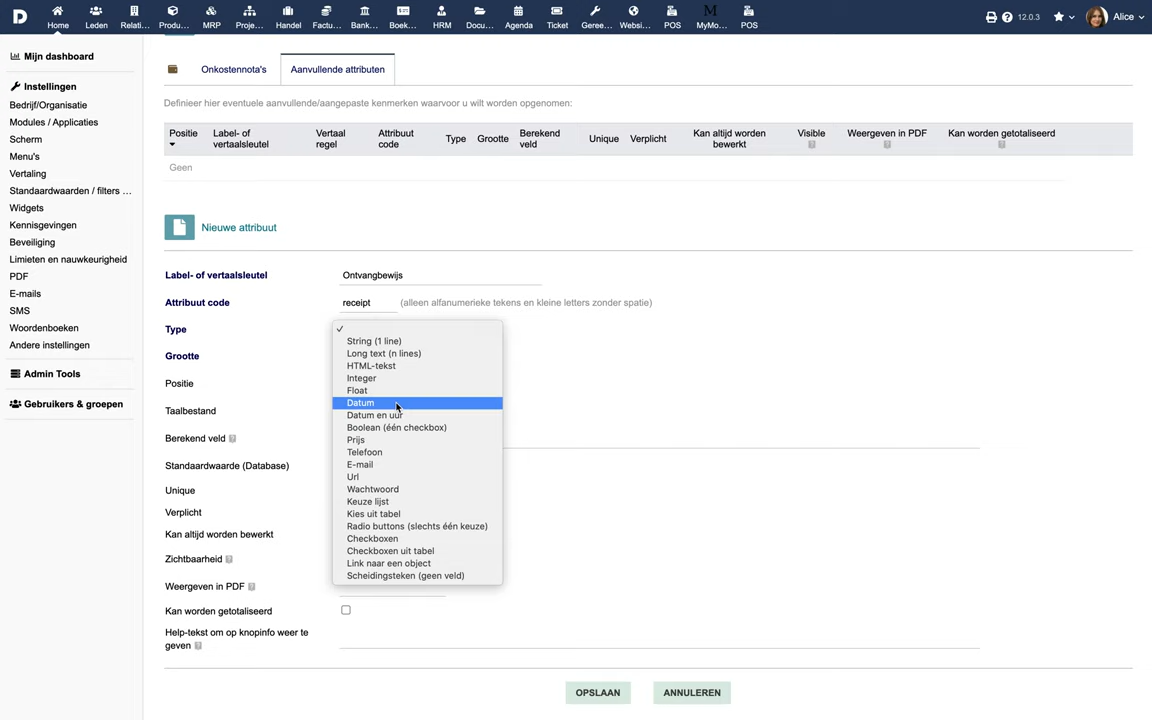 D
Home
Leden
Relati...
Produ...
MRP
Proje...
Handel
Factu...
Bank...
Boek...
HRM
Docu...
Agenda
Ticket
Geree...
Websi...
POS
M
MyMo...
POS
12.0.3
Alice
Mijn dashboard
Instellingen
Bedrijf/Organisatie
Modules / Applicaties
Scherm
Menu's
Vertaling
Standaardwaarden / filters ...
Widgets
Kennisgevingen
Beveiliging
Limieten en nauwkeurigheid
PDF
E-mails
SMS
Woordenboeken
Andere instellingen
Admin Tools
Gebruikers & groepen
Onkostennota's
Aanvullende attributen
Definieer hier eventuele aanvullende/aangepaste kenmerken waarvoor u wilt worden opgenomen:
Positie
Label- of
vertaalsleutel
Vertaal
regel
Attribuut
code
Type
Grootte
Berekend
veld
Unique
Verplicht
Kan altijd worden
bewerkt
Visible
Weergeven in PDF
Kan worden getotaliseerd
Geen
Nieuwe attribuut
Label- of vertaalsleutel
Ontvangbewijs
Attribuut code
receipt
(alleen alfanumerieke tekens en kleine letters zonder spatie)
Type
Grootte
Positie
Taalbestand
Berekend veld
Standaardwaarde (Database)
Unique
Verplicht
Kan altijd worden bewerkt
Zichtbaarheid
Weergeven in PDF
Kan worden getotaliseerd
Help-tekst om op knopinfo weer te
geven
String (1 line)
Long text (n lines)
HTML-tekst
Integer
Float
Datum
Datum en uur
Boolean (één checkbox)
Prijs
Telefoon
E-mail
Url
Wachtwoord
Keuze lijst
Kies uit tabel
Radio buttons (slechts één keuze)
Checkboxen
Checkboxen uit tabel
Link naar een object
Scheidingsteken (geen veld)
OPSLAAN
ANNULEREN